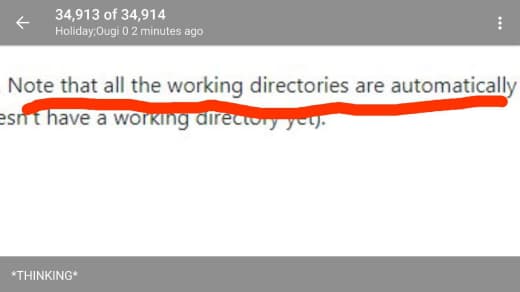 34,913 of 34,914
Holiday;Ougi 0 2 minutes ago
Note that all the working directories are automatically
esn't have a working directory yet).
*THINKING*